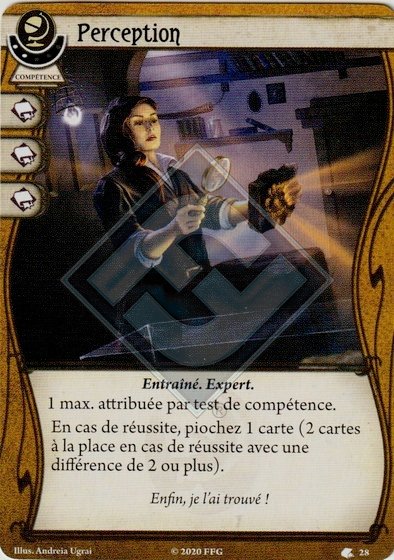 Perception
COMPÉTENCE
Entraîné. Expert.
1 max. attribuée par test de compétence.
En cas de réussite, piochez 1 carte (2 cartes
à la place en cas de réussite avec une
différence de 2 ou plus).
Enfin, je l'ai trouvé !
Illus. Andreia Ugrai
© 2020 FFG
28